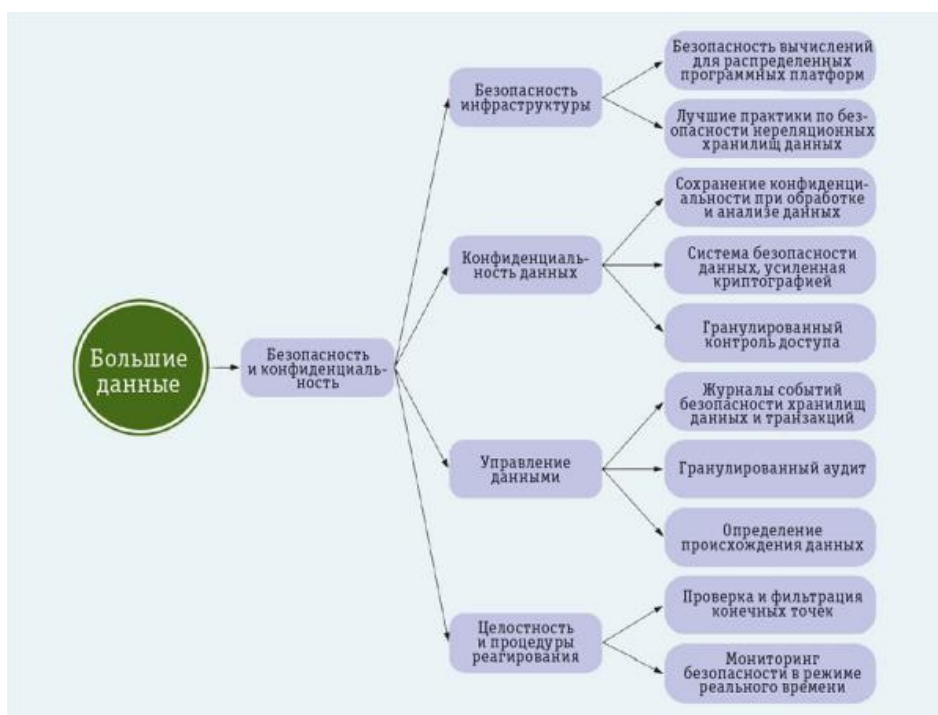 Большие
данные
Безопасность
и конфиденциаль-
ность
Безопасность
инфраструктуры
Безопасность вычислений
для распределенных
программных платформ
Лучшие практики по без-
опасности нереляционных
хранилищ данных
Конфиденциаль-
ность данных
Сохранение конфиденци-
альности при обработке
и анализе данных
Система безопасности
данных, усиленная
криптографией
Гранулированный
контроль доступа
Управление
данными
Журналы событий
безопасности хранилищ
данных и транзакций
Гранулированный аудит
Определение
происхождения данных
Целостность
и процедуры
реагирования
Проверка и фильтрация
конечных точек
Мониторинг
безопасности в режиме
реального времени